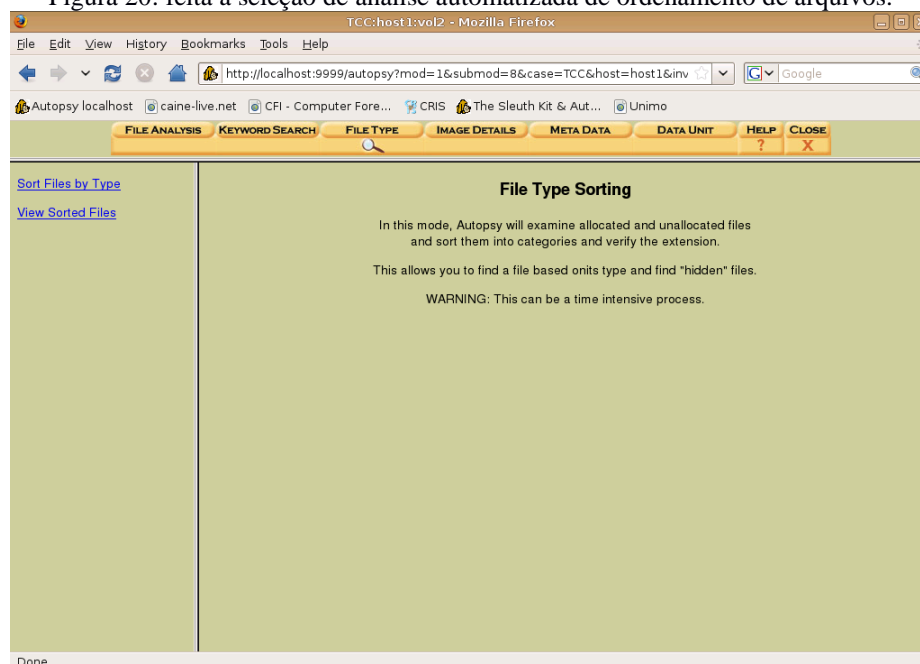 Figura 20: feita a seleção de análise automatizada de ordenamento de arquivos.
TCC:host1:vol2 - Mozilla Firefox
File Edit View History Bookmarks Tools Help
http://localhost:9999/autopsy?mod=1&submod=8&case=TCC&host=host1&inv
G Google
Autopsy localhost caine-live.net CFI - Computer Fore... CRIS The Sleuth Kit & Aut... Unimo
FILE ANALYSIS KEYWORD SEARCH FILE TYPE IMAGE DETAILS META DATA DATA UNIT HELP CLOSE
? X
Sort Files by Type
View Sorted Files
File Type Sorting
In this mode, Autopsy will examine allocated and unallocated files
and sort them into categories and verify the extension.
This allows you to find a file based onits type and find "hidden" files.
WARNING: This can be a time intensive process.
Done